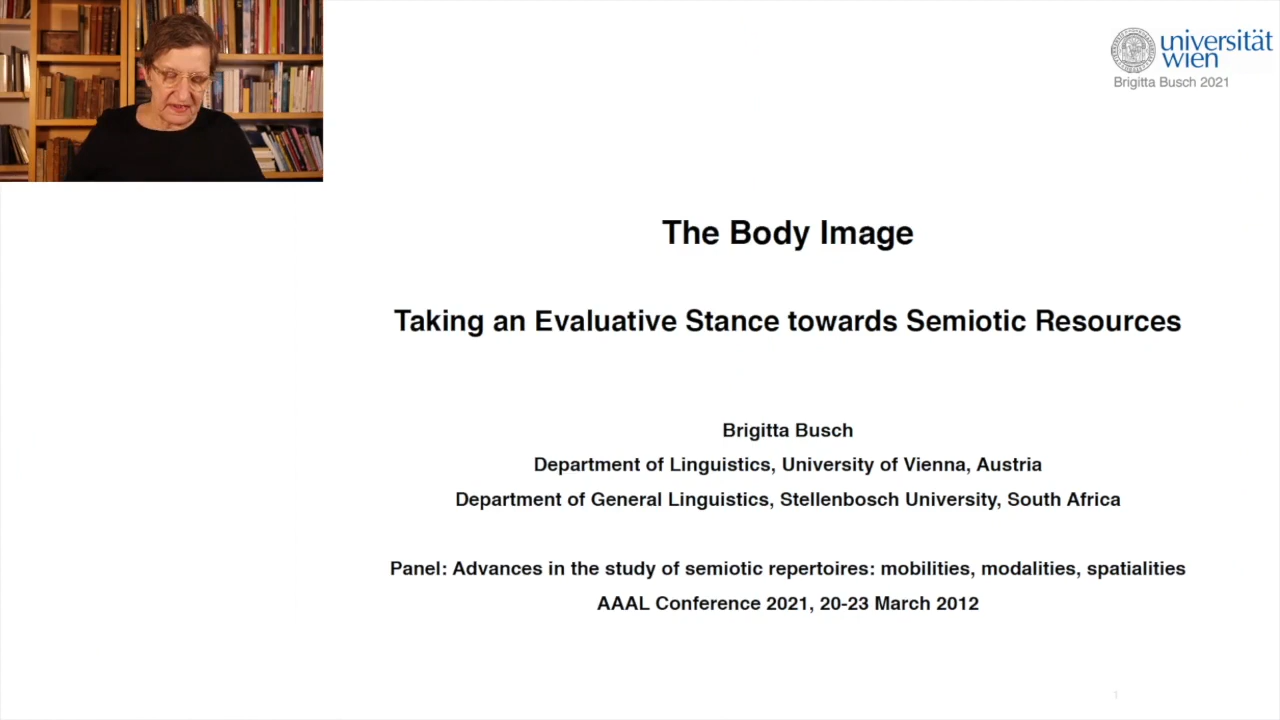 universität
wien
Brigitta Busch 2021
The Body Image
Taking an Evaluative Stance towards Semiotic Resources
Brigitta Busch
Department of Linguistics, University of Vienna, Austria
Department of General Linguistics, Stellenbosch University, South Africa
Panel: Advances in the study of semiotic repertoires: mobilities, modalities, spatialities
AAAL Conference 2021, 20-23 March 2012
1